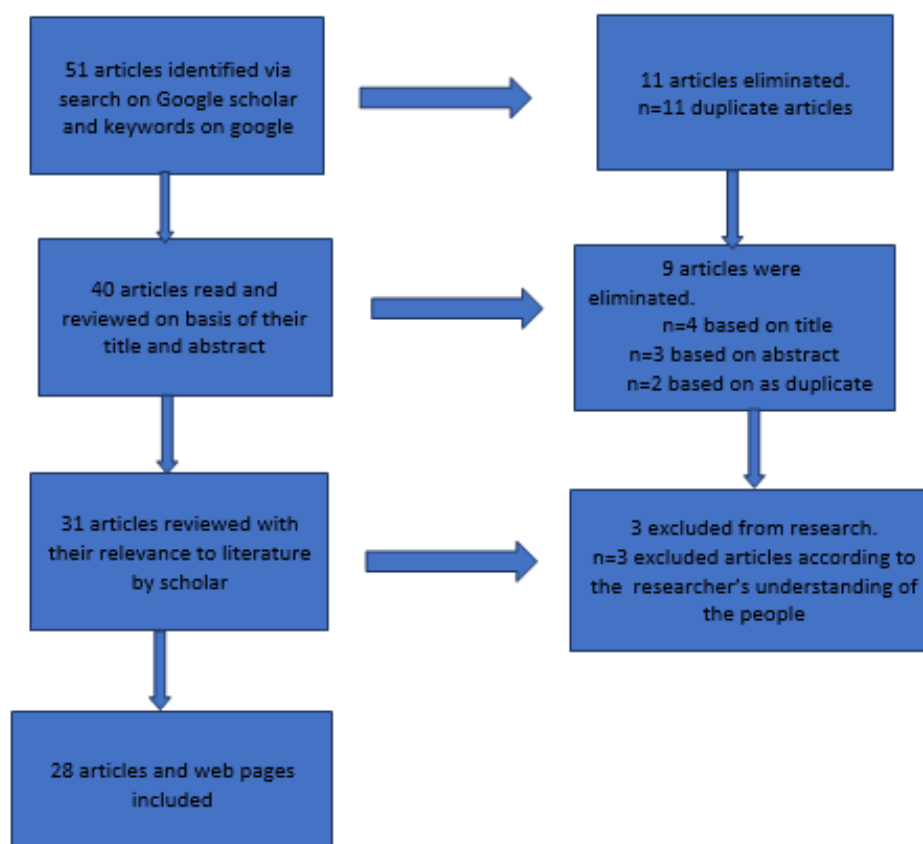 51 articles identified via
search on Google scholar
and keywords on google
11 articles eliminated.
n=11 duplicate articles
40 articles read and
reviewed on basis of their
title and abstract
9 articles were
eliminated.
n=4 based on title
n=3 based on abstract
n=2 based on as duplicate
31 articles reviewed with
their relevance to literature
by scholar
3 excluded from research.
n=3 excluded articles according to
the researcher's understanding of
the people
28 articles and web pages
included